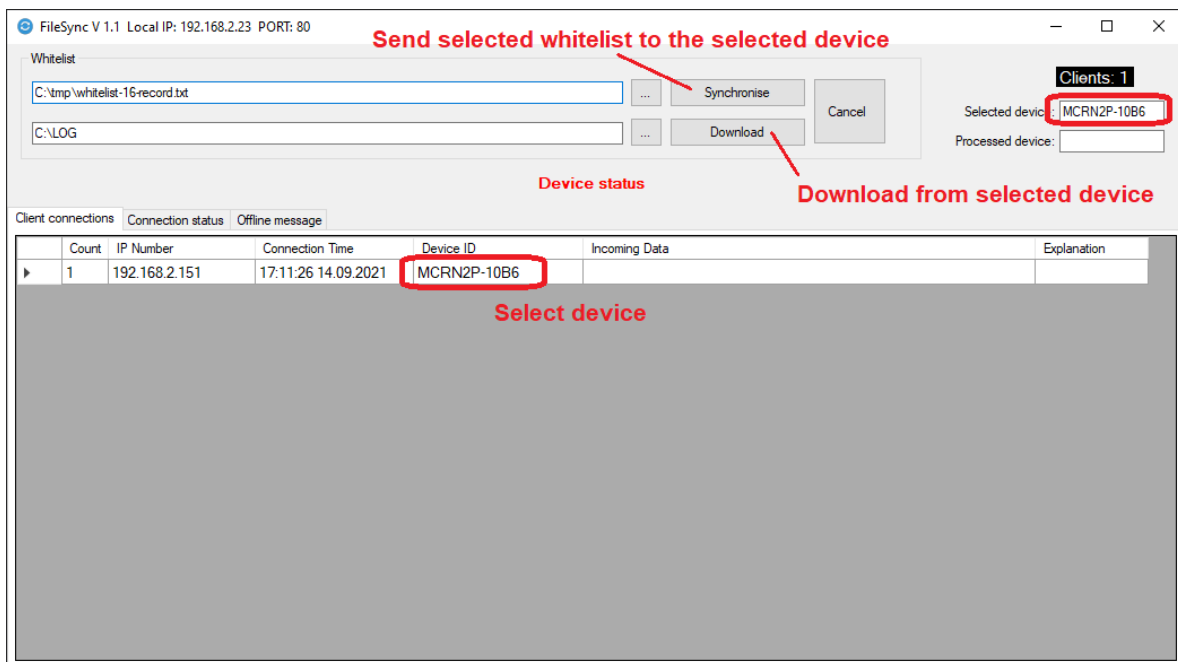 FileSync V 1.1 Local IP: 192.168.2.23 PORT: 80
Send selected whitelist to the selected device
Whitelist
Clients: 1
C:\tmp\whitelist-16-record.txt ... Synchronise
Cancel
Selected device: MCRN2P-10B6
C:\LOG ... Download
Processed device:
Device status
Download from selected device
Client connections Connection status Offline message
Count IP Number Connection Time Device ID Incoming Data Explanation
1 192.168.2.151 17:11:26 14.09.2021 MCRN2P-10B6
Select device